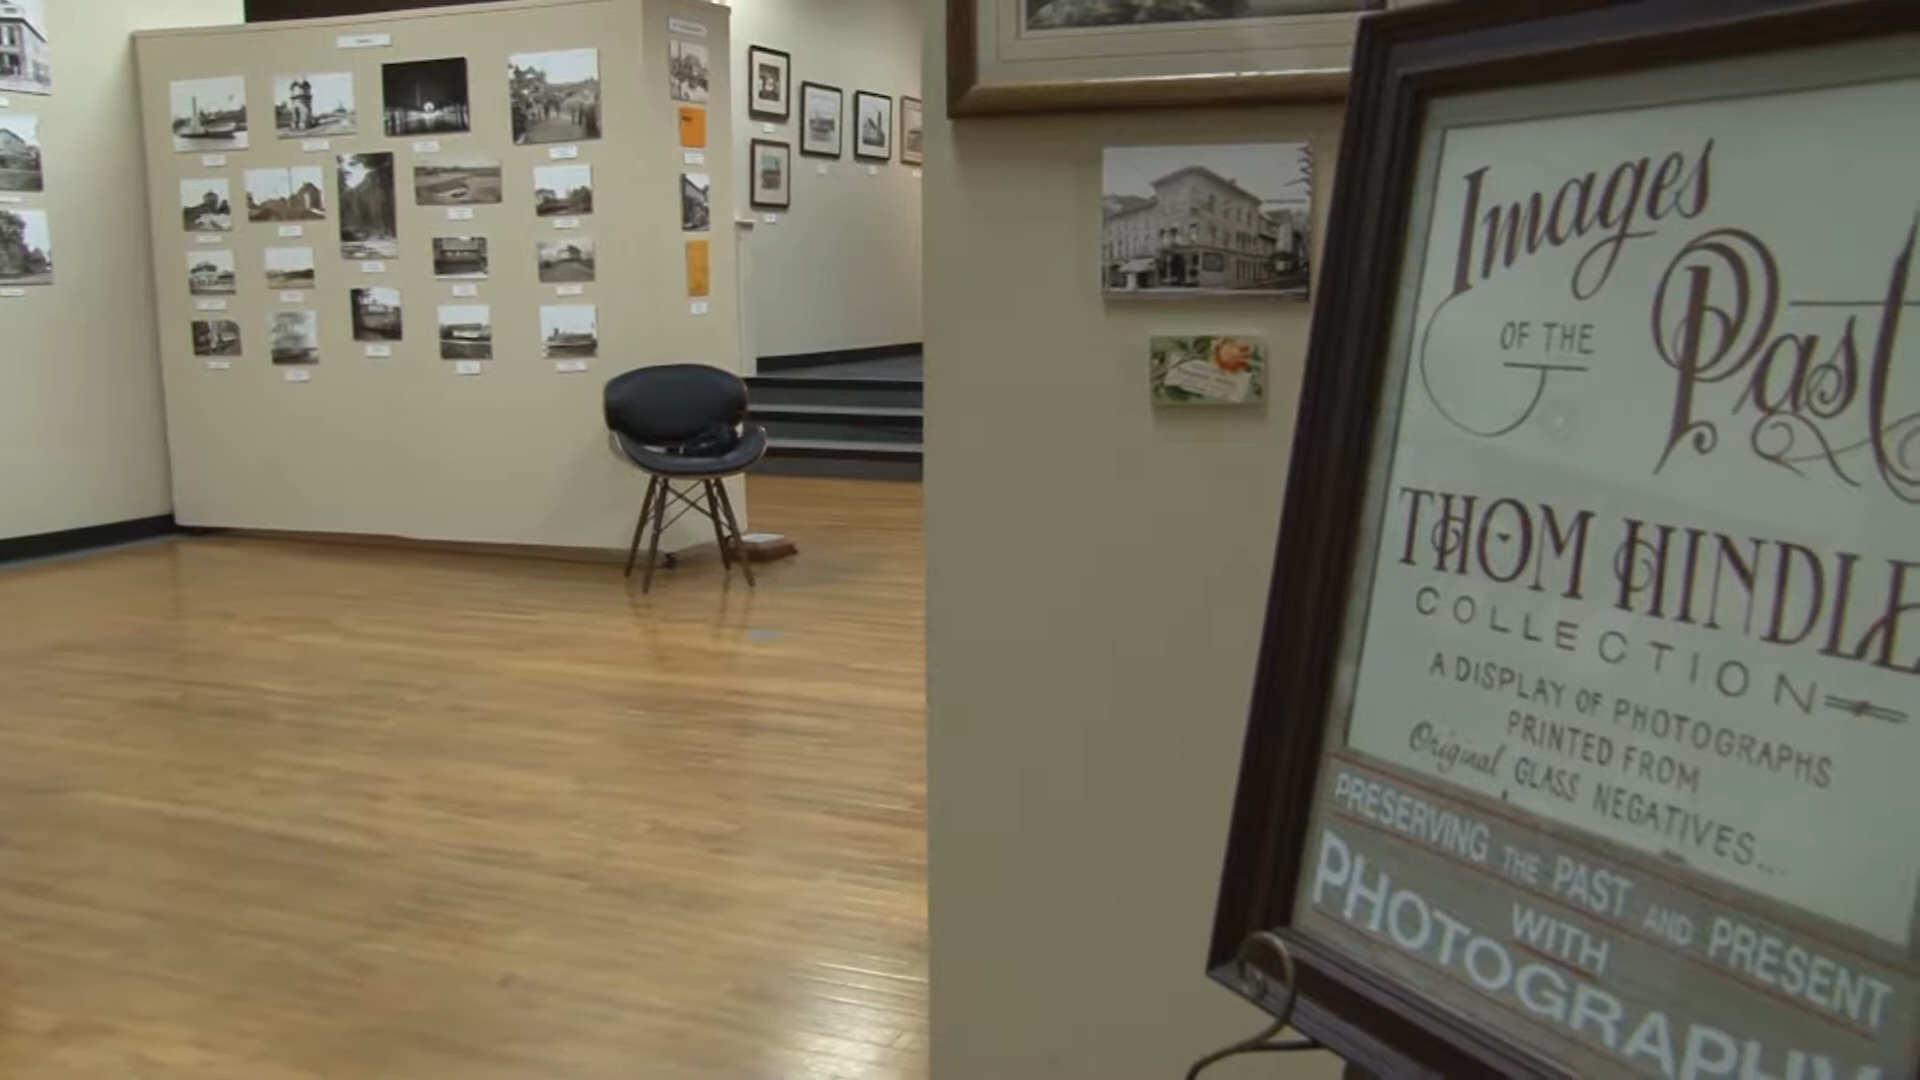 Images
OF THE
Past
THOM HINDLE
COLLECTION
A DISPLAY OF PHOTOGRAPHS
PRINTED FROM
Original GLASS NEGATIVES...
PRESERVING THE PAST AND PRESENT
WITH
PHOTOGRAPHY